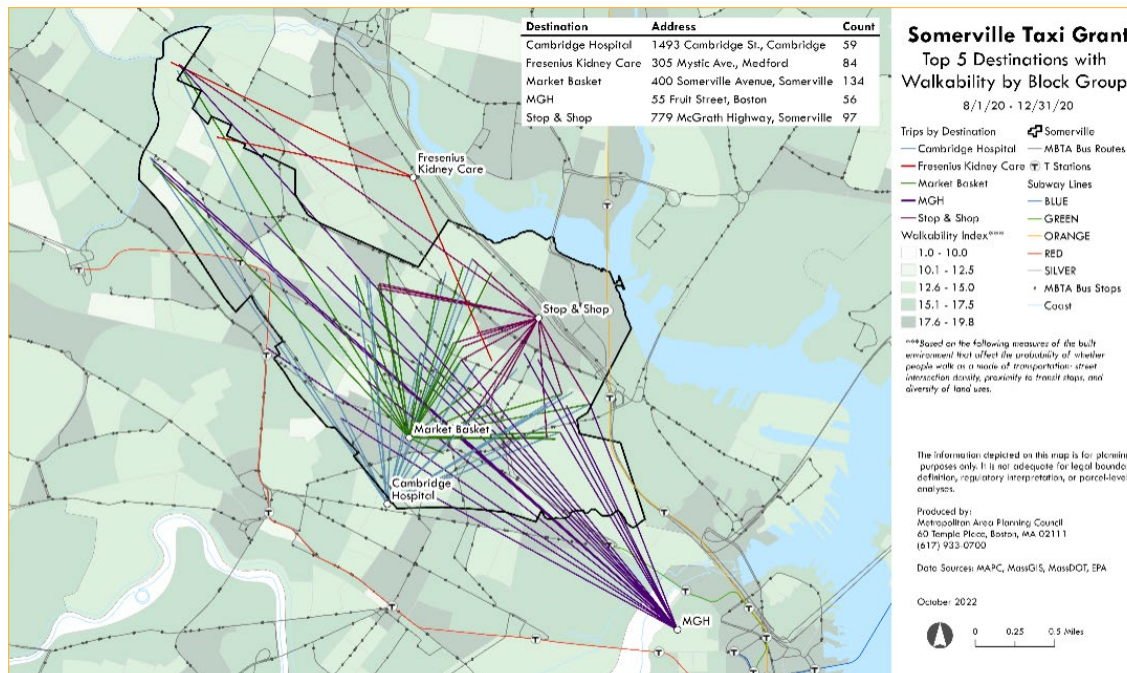 Destination Address Count
Cambridge Hospital 1493 Cambridge St., Cambridge 59
Fresenius Kidney Care 305 Mystic Ave., Medford 84
Market Basket 400 Somerville Avenue, Somerville 134
MGH 55 Fruit Street, Boston 56
Stop & Shop 779 McGrath Highway, Somerville 97
Fresenius
Kidney Care
Stop & Shop
Market Basket
Cambridge
Hospital
MGH
Somerville Taxi Grant
Top 5 Destinations with
Walkability by Block Group
8/1/20 - 12/31/20
Trips by Destination
Cambridge Hospital
Fresenius Kidney Care
Market Basket
MGH
Stop & Shop
Walkability Index***
1.0 - 10.0
10.1 - 12.5
12.6 - 15.0
15.1 - 17.5
17.6 - 19.8
Somerville
MBTA Bus Routes
T T Stations
Subway Lines
BLUE
GREEN
ORANGE
RED
SILVER
MBTA Bus Stops
Coast
***Based on the following measures of the built
environment that affect the probability of whether
people walk as a mode of transportation: street
intersection density, proximity to transit stops, and
diversity of land uses.
The information depicted on this map is for planning
purposes only. It is not adequate for legal bounda
definition, regulatory interpretation, or parcel-level
analyses.
Produced by:
Metropolitan Area Planning Council
60 Temple Place, Boston, MA 02111
(617) 933-0700
Data Sources: MAPC, MassGIS, MassDOT, EPA
October 2022
0 0.25 0.5 Miles